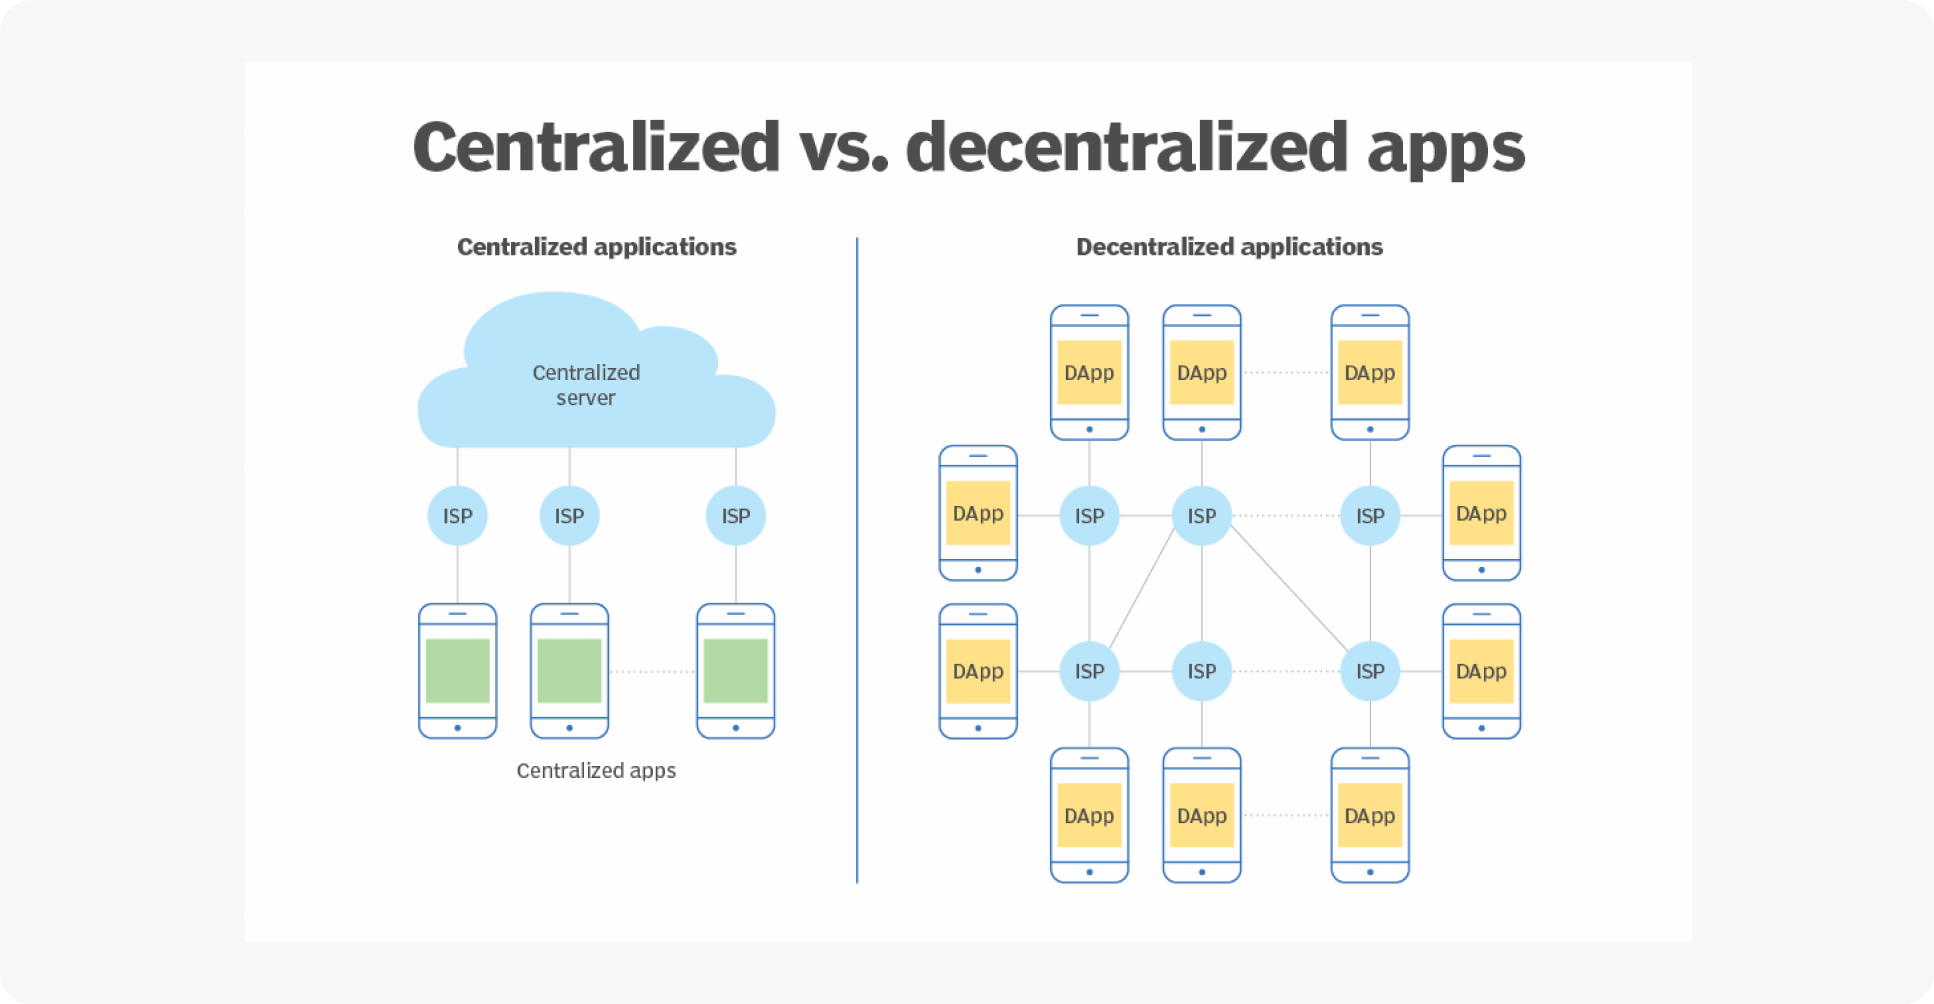 Centralized vs. decentralized apps
Centralized applications
Centralized
server
ISP
ISP
ISP
Centralized apps
Decentralized applications
DApp
DApp
DApp
DApp
ISP
ISP
ISP
DApp
DApp
ISP
ISP
ISP
DApp
DApp
DApp
DApp